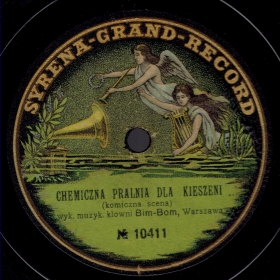 SYRENA-GRAND-RECORD
CHEMICZNA PRALNIA DLA KIESZENI
(komiczna scena)
wyk. muzyk. klowni Bim-Bom, Warszawa
№ 10411